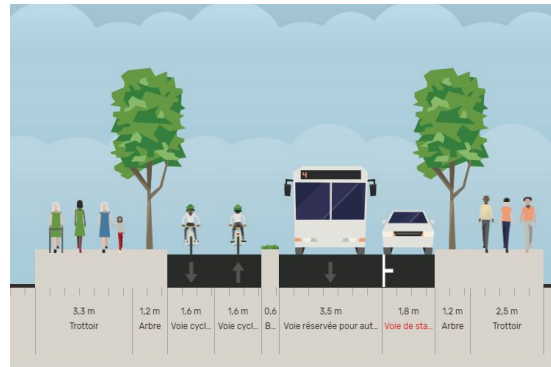 4
3,3 m 1,2 m 1,6 m 1,6 m 0,6 3,5 m 1,8 m 1,2 m 2,5 m
Trottoir Arbre Voie cycl... Voie cycl... B... Voie réservée pour aut... Voie de sta... Arbre Trottoir